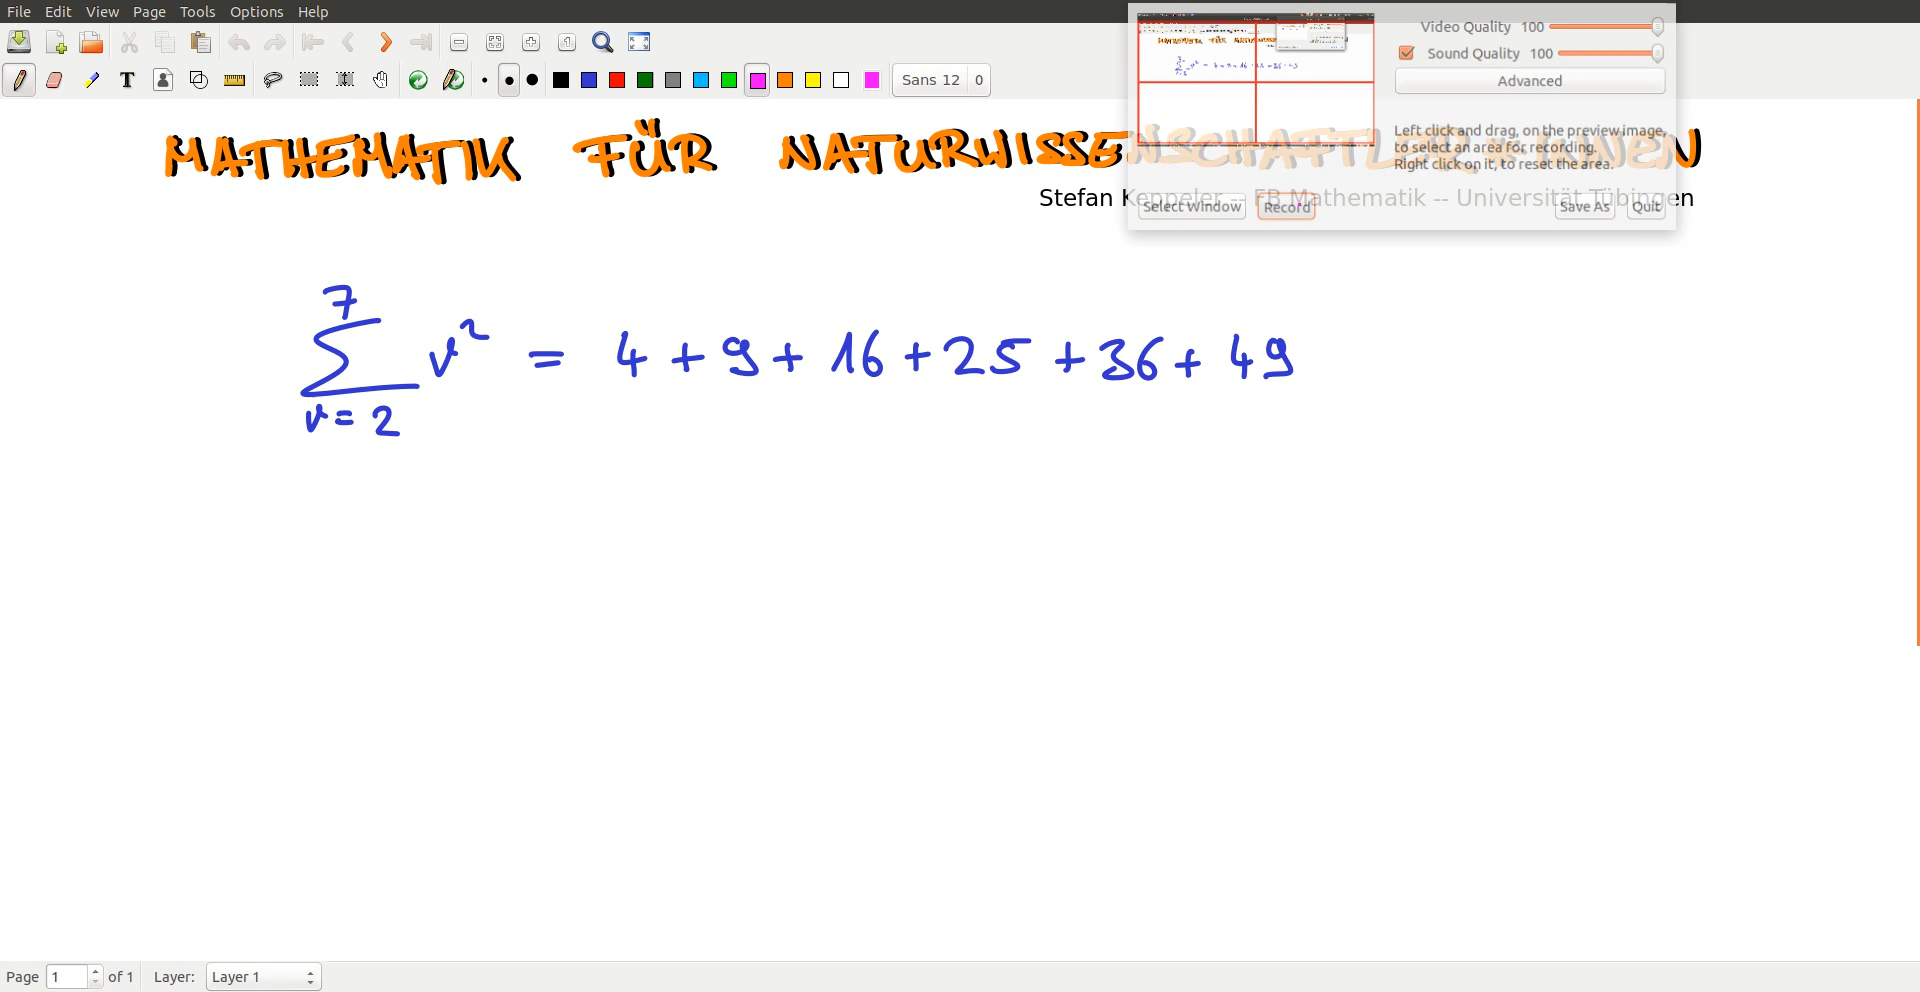 File Edit View Page Tools Options Help
Sans 12 0
Video Quality 100
Sound Quality 100
Advanced
Left click and drag, on the preview image,
to select an area for recording.
Right click on it, to reset the area.
Select Window Record Save As Quit
MATHEMATIK FÜR NATURWISSENSCHAFTLER*INNEN
Stefan Keppeler -- FB Mathematik -- Universität Tübingen
7
∑ ν² = 4 + 9 + 16 + 25 + 36 + 49
ν = 2
Page 1 of 1 Layer: Layer 1